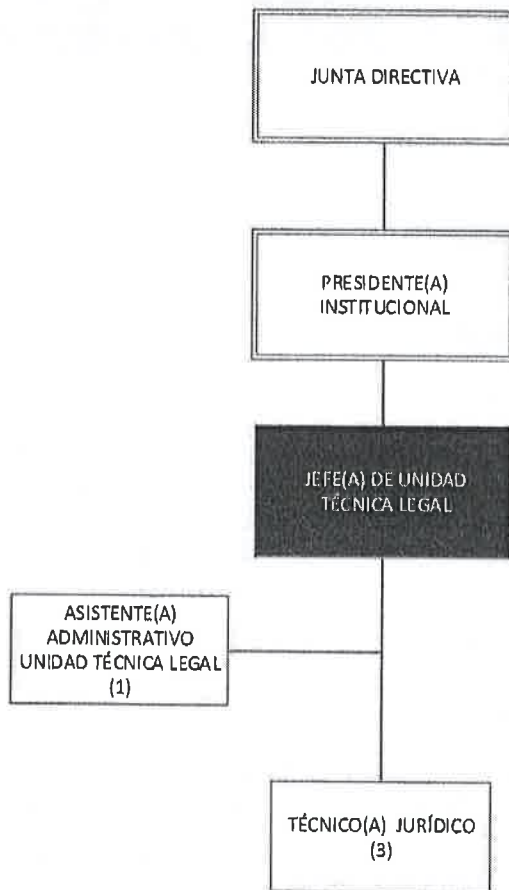 JUNTA DIRECTIVA
PRESIDENTE(A)
INSTITUCIONAL
JEFE(A) DE UNIDAD
TÉCNICA LEGAL
ASISTENTE(A)
ADMINISTRATIVO
UNIDAD TÉCNICA LEGAL
(1)
TÉCNICO(A) JURÍDICO
(3)